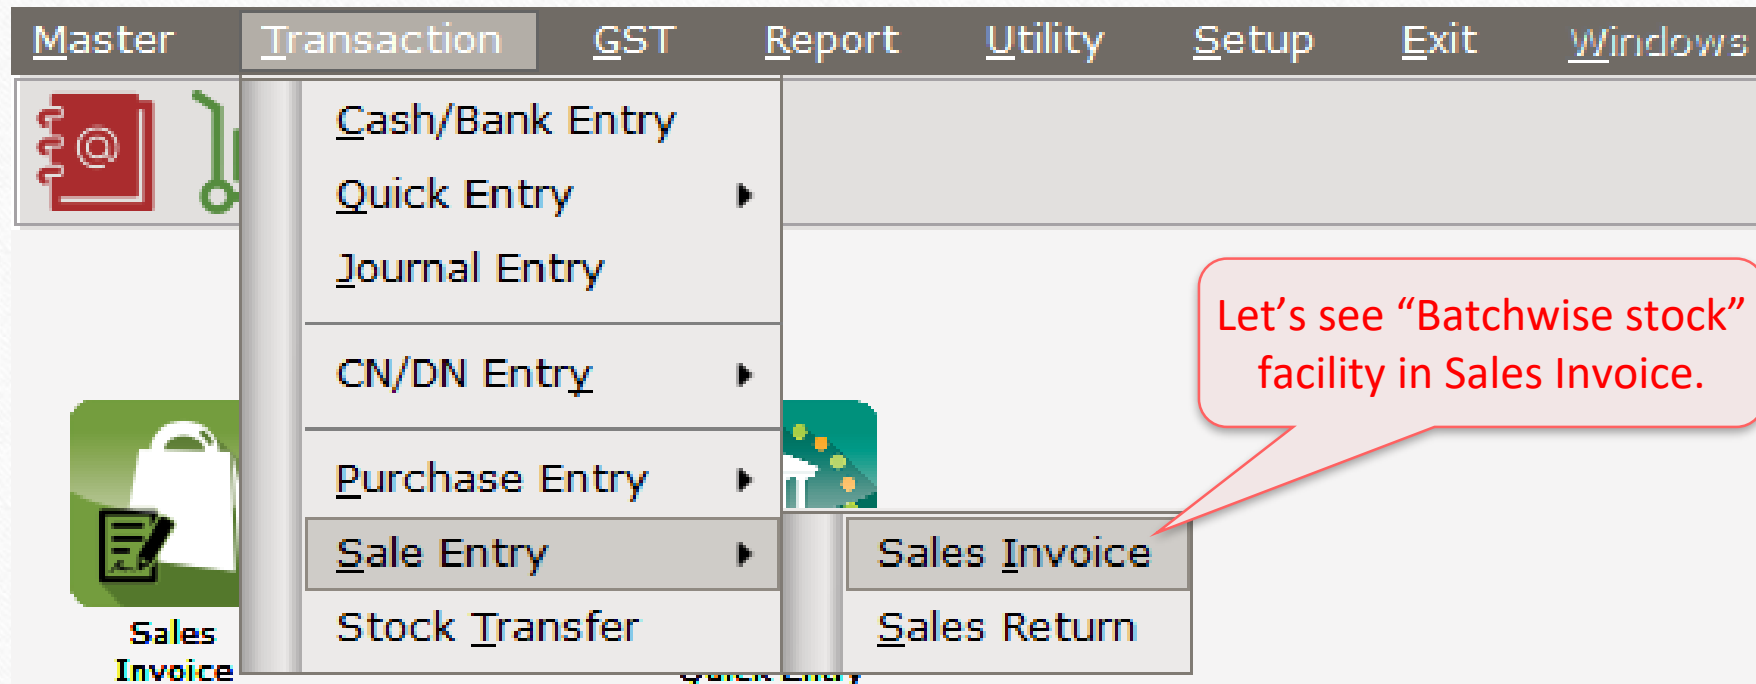 Master Transaction GST Report Utility Setup Exit Windows
@
Cash/Bank Entry
Quick Entry
Journal Entry
Let’s see “Batchwise stock”
facility in Sales Invoice.
CN/DN Entry
Purchase Entry
Sale Entry
Sales Invoice
Stock Transfer
Sales Return
Sales
Invoice
Quick Entry